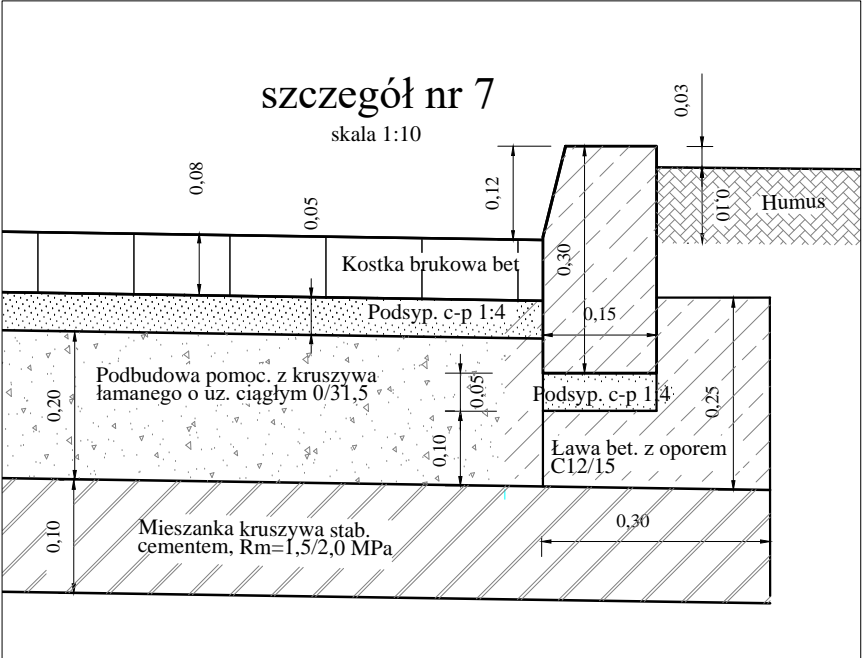 szczegół nr 7
skala 1:10
0,03
0,08
0,05
0,12
0,10
Humus
Kostka brukowa bet
0,30
Podsyp. c-p 1:4
0,15
Podbudowa pomoc. z kruszywa
łamanego o uz. ciągłym 0/31,5
0,20
0,05
Podsyp. c-p 1:4
0,25
0,10
Ława bet. z oporem
C12/15
0,10
Mieszanka kruszywa stab.
cementem, Rm=1,5/2,0 MPa
0,30